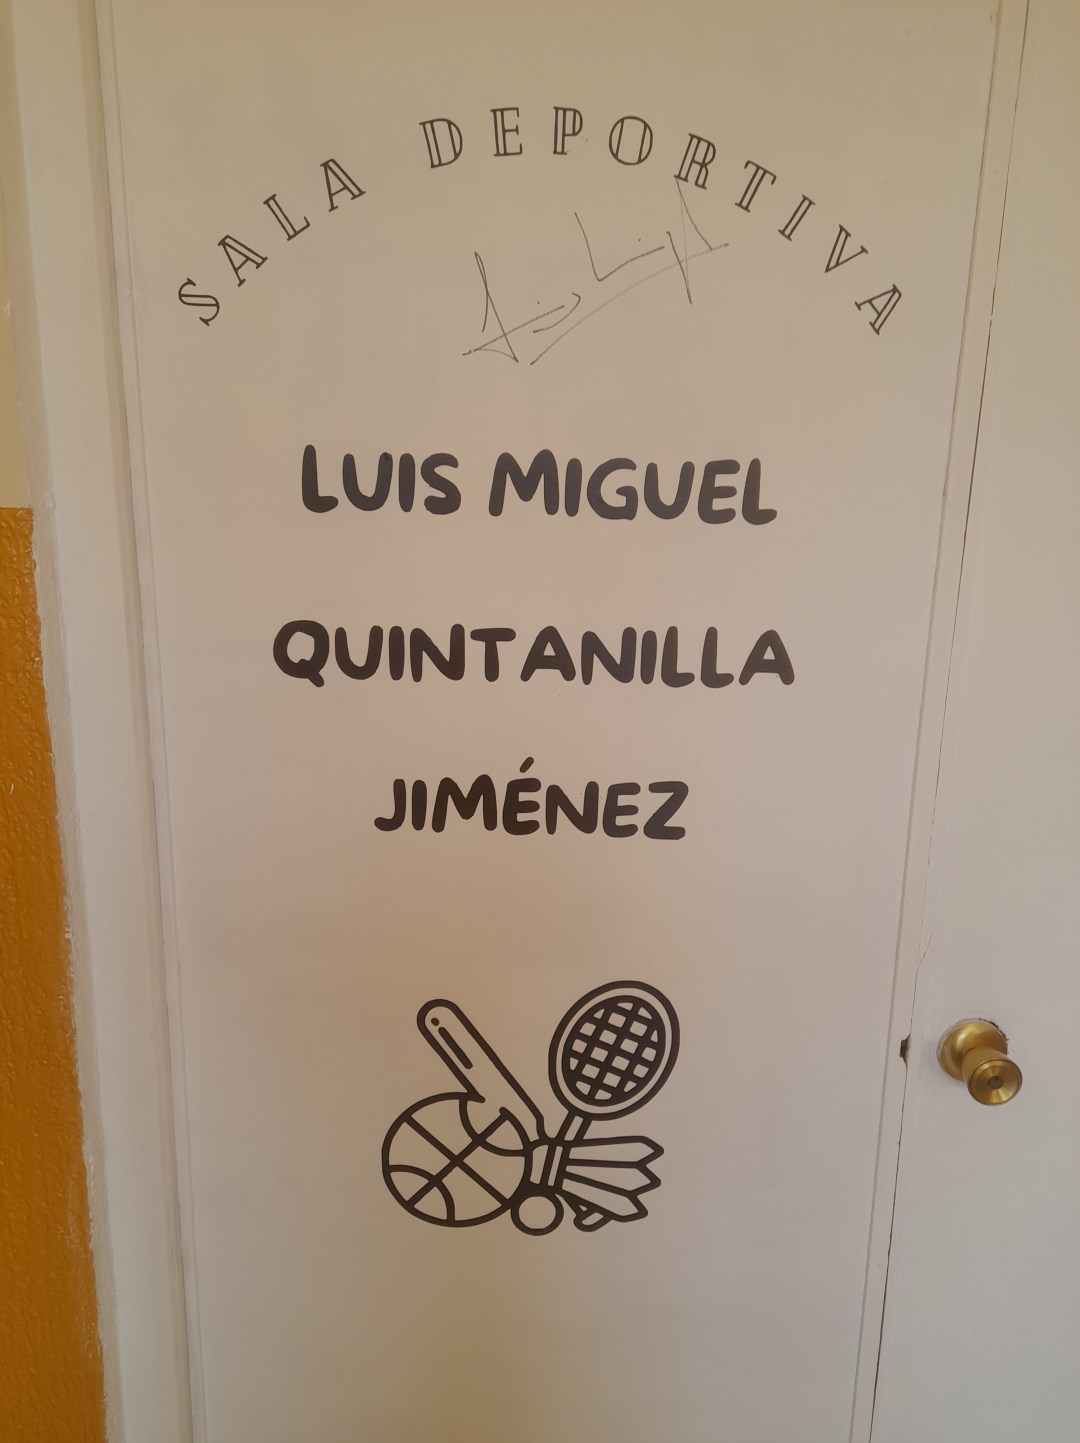 SALA DEPORTIVA
LUIS MIGUEL
QUINTANILLA
JIMÉNEZ